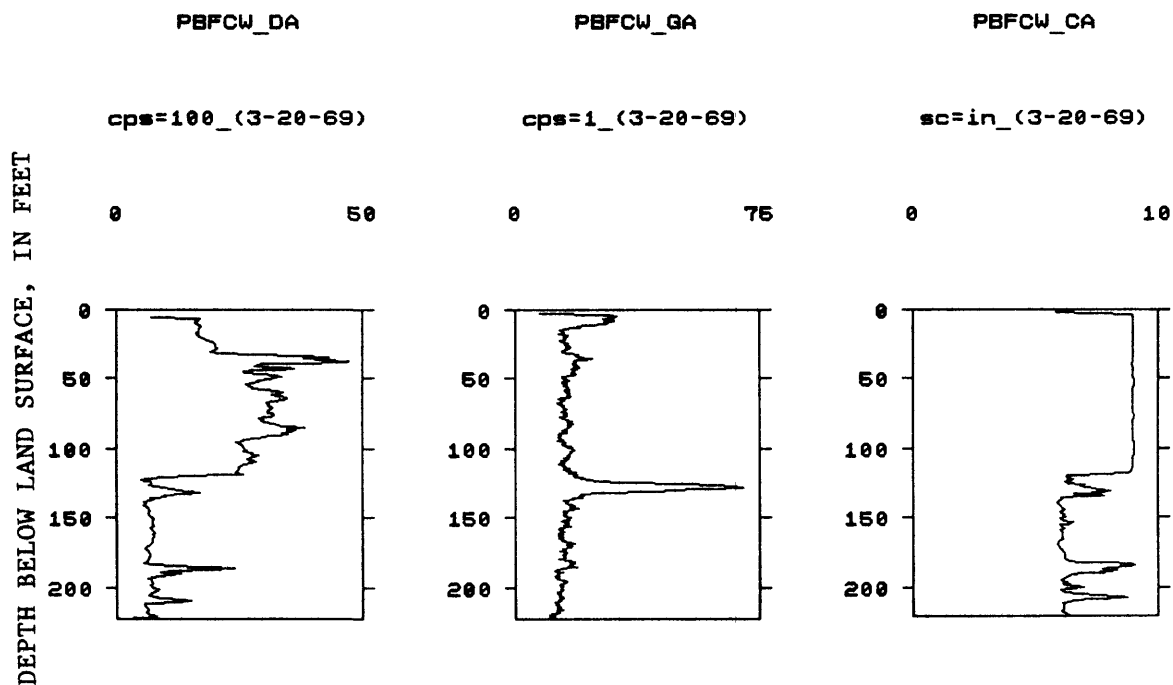 PBFCW_DA
PBFCW_GA
PBFCW_CA
cps=100_(3-20-69)
cps=1_(3-20-69)
sc=in_(3-20-69)
0 50
0 75
0 10
DEPTH BELOW LAND SURFACE, IN FEET
0
50
100
150
200
0
50
100
150
200
0
50
100
150
200